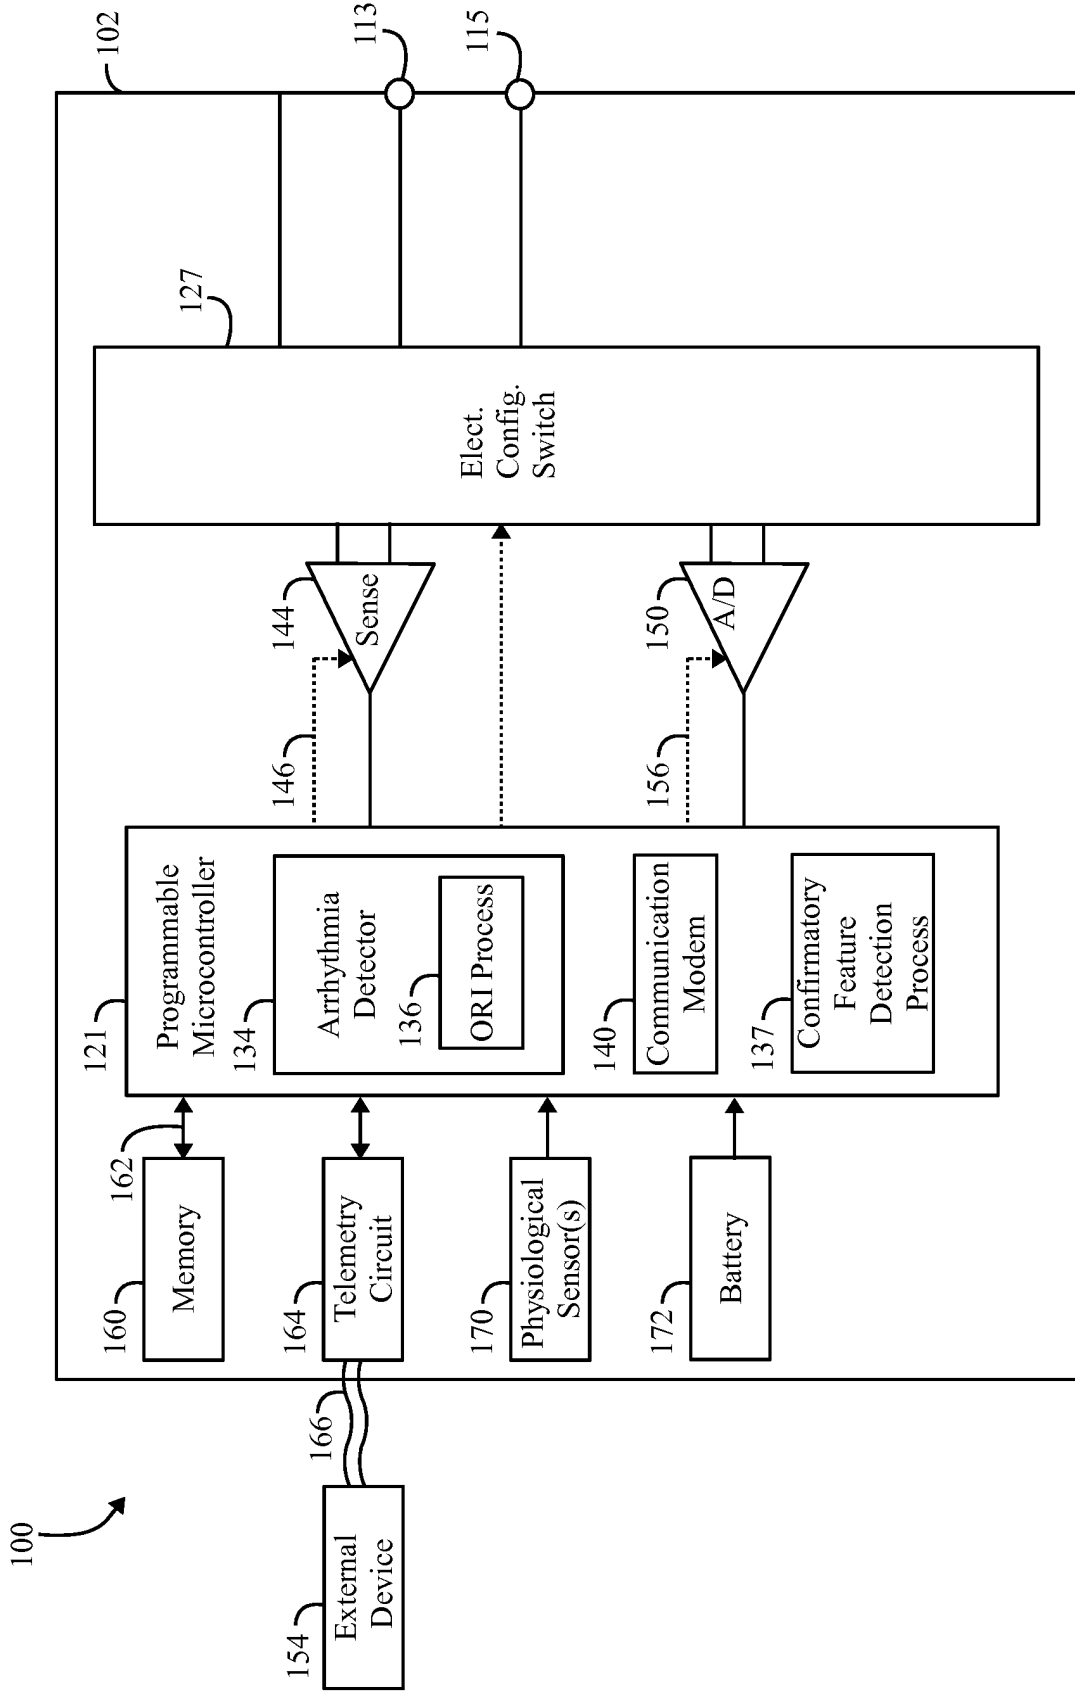 100
102
113
115
127
121
Programmable
Microcontroller
134
Arrhythmia
Detector
136
ORI Process
140
Communication
Modem
137
Confirmatory
Feature
Detection
Process
160
Memory
162
164
Telemetry
Circuit
166
154
External
Device
170
Physiological
Sensor(s)
172
Battery
144
Sense
146
150
A/D
156
Elect.
Config.
Switch